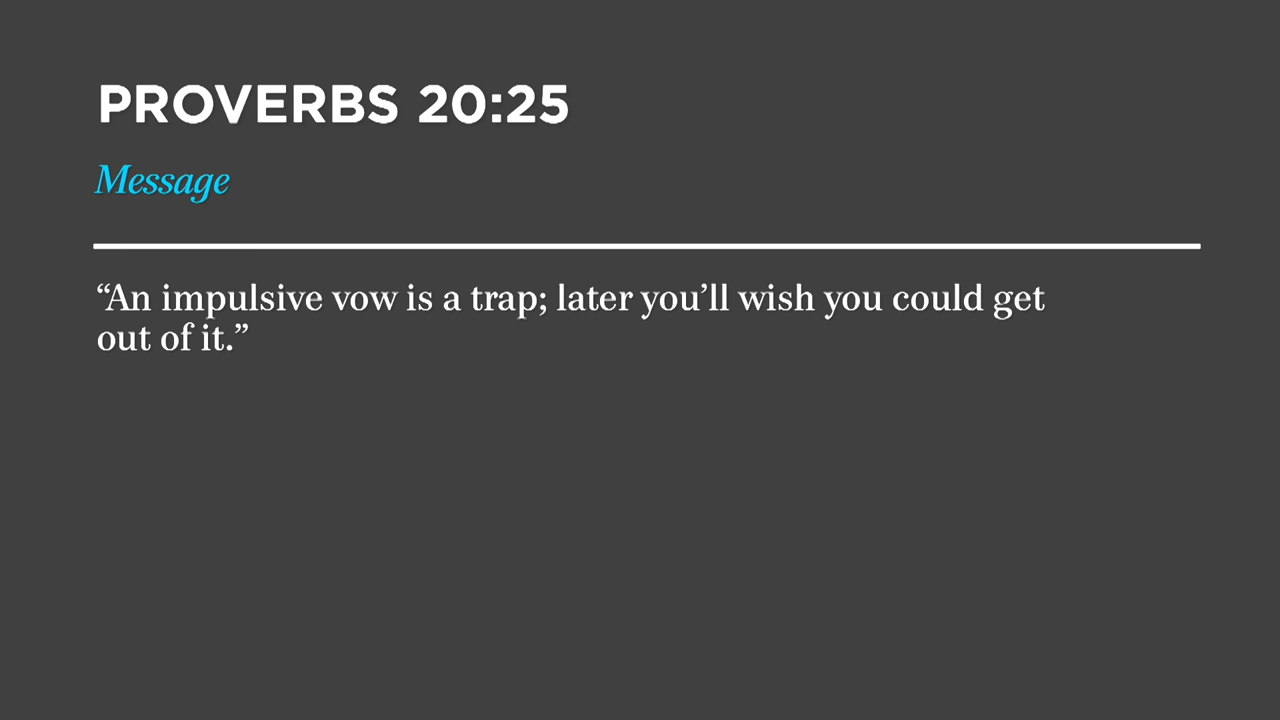 PROVERBS 20:25
Message
“An impulsive vow is a trap; later you’ll wish you could get
out of it.”